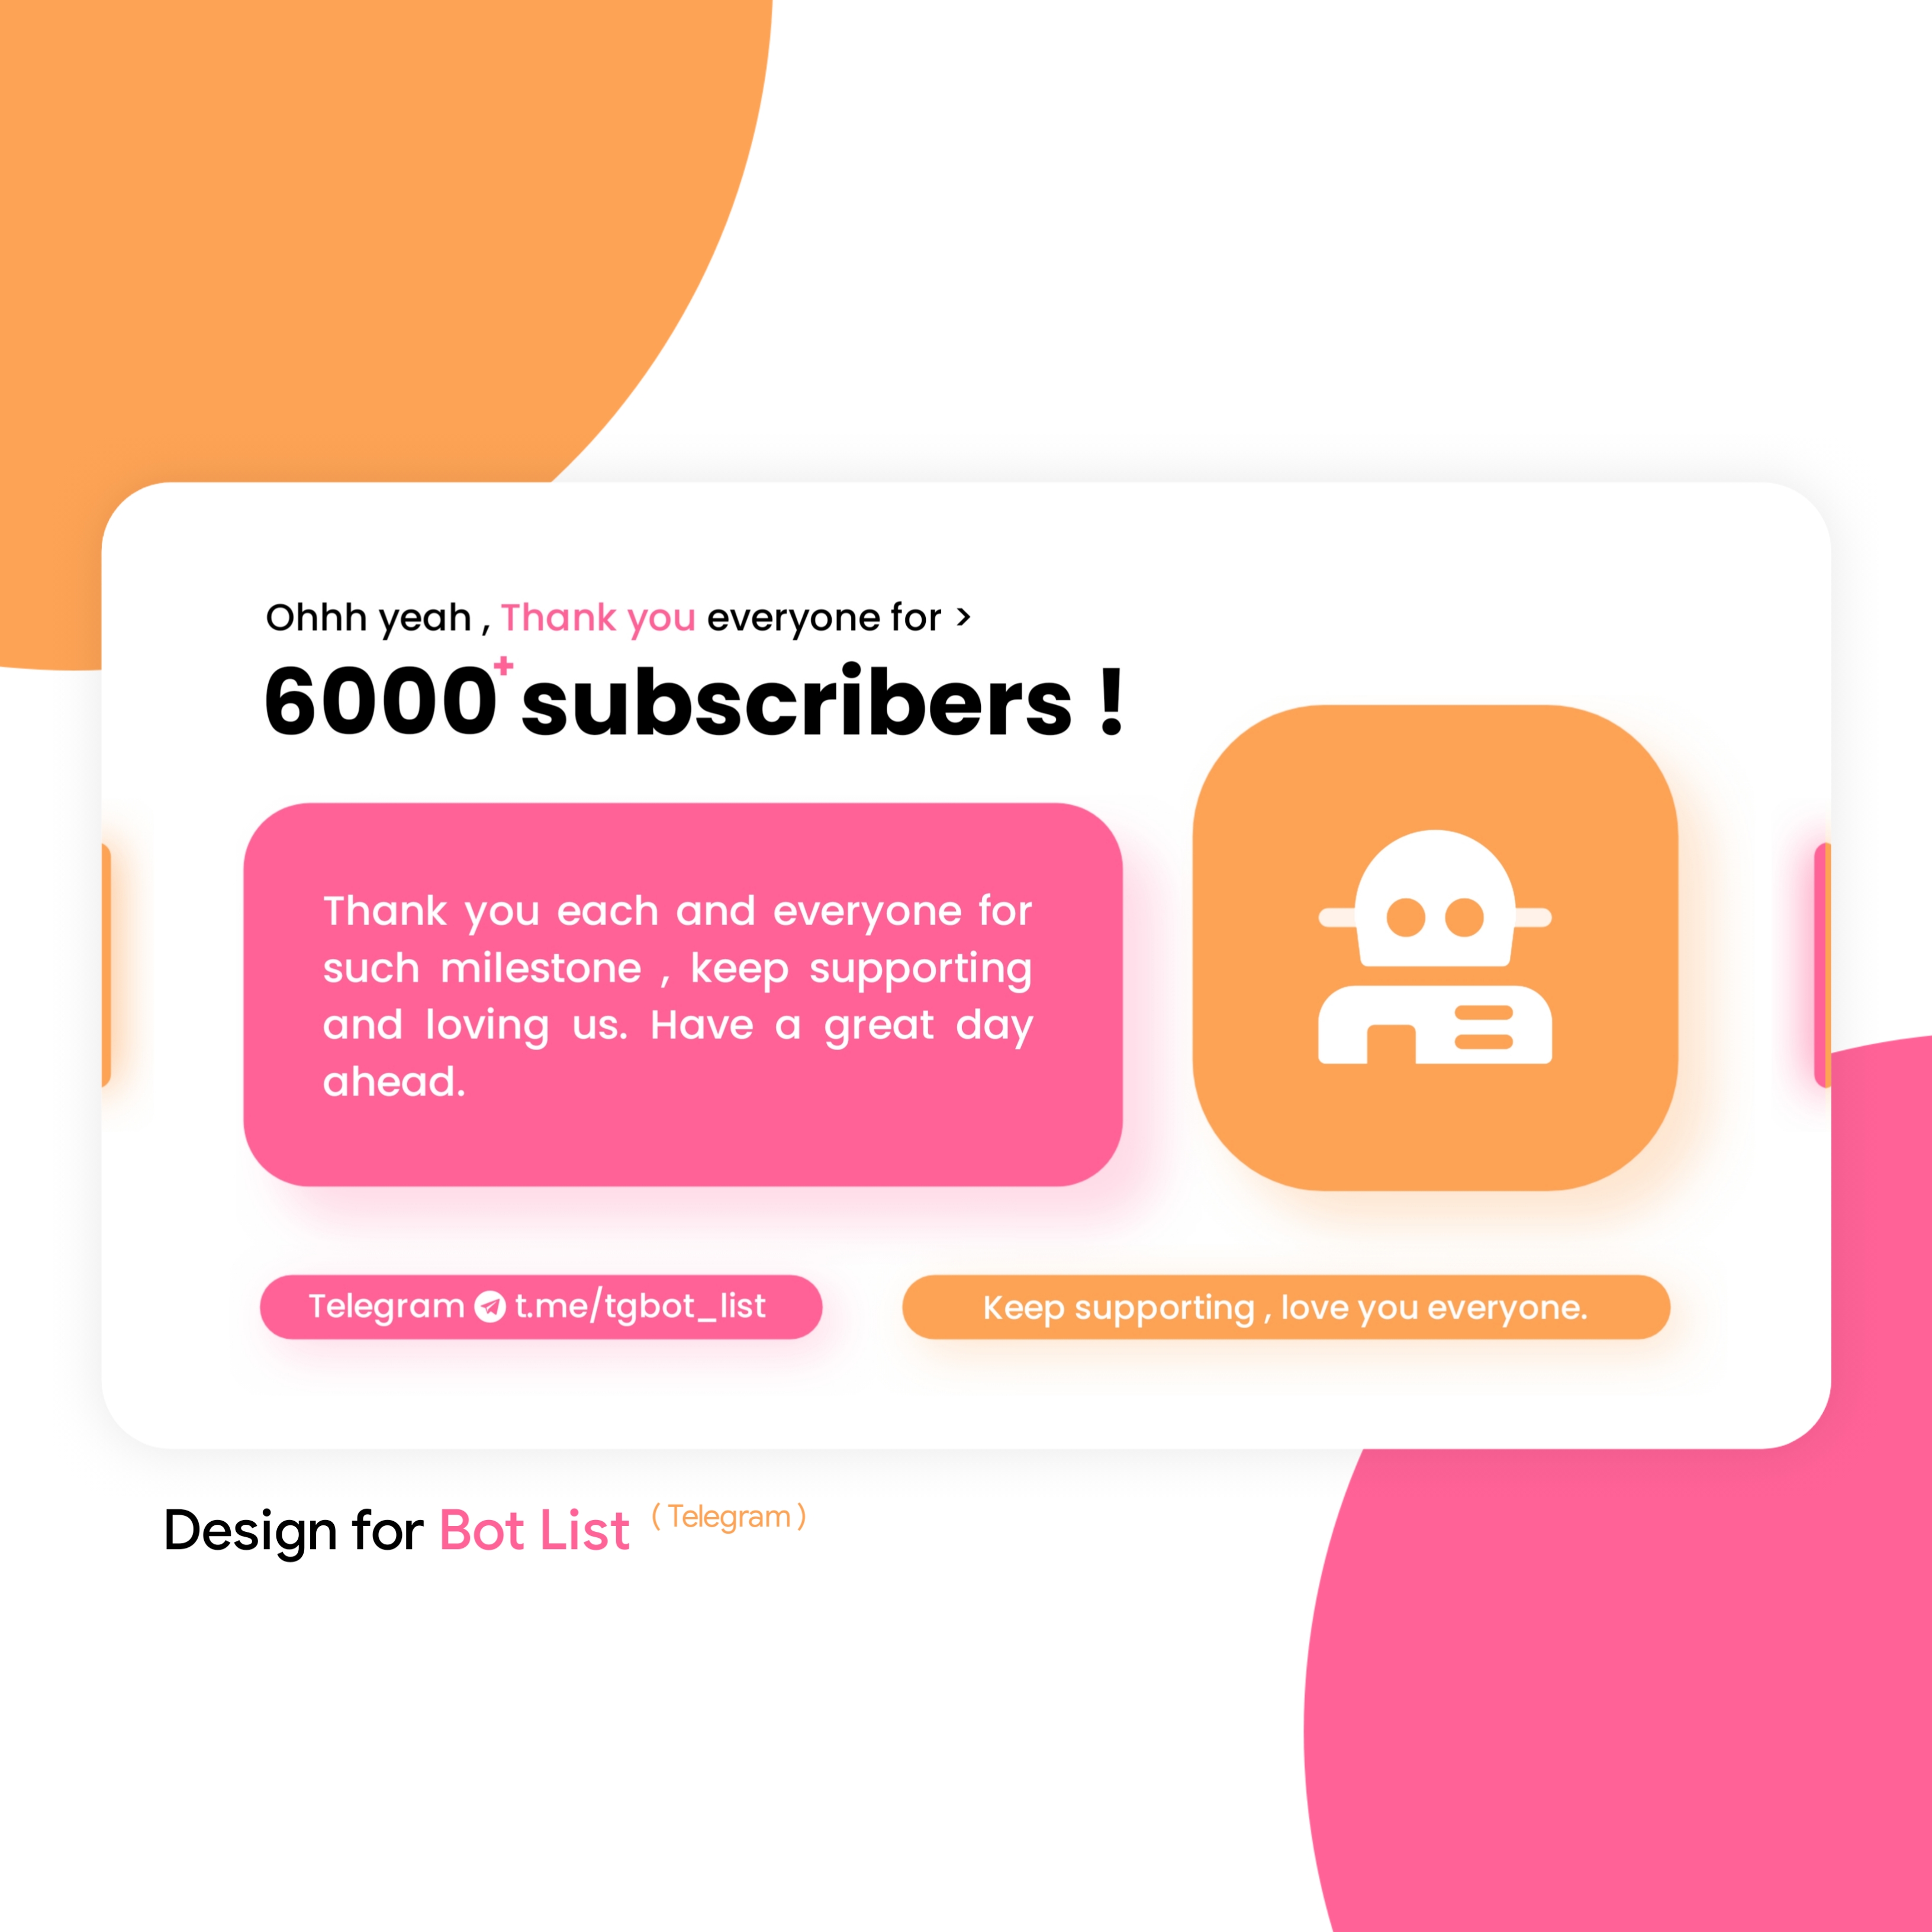 Ohhh yeah , Thank you everyone for >
6000+ subscribers !
Thank you each and everyone for
such milestone , keep supporting
and loving us. Have a great day
ahead.
Telegram t.me/tgbot_list
Keep supporting , love you everyone.
Design for Bot List ( Telegram )